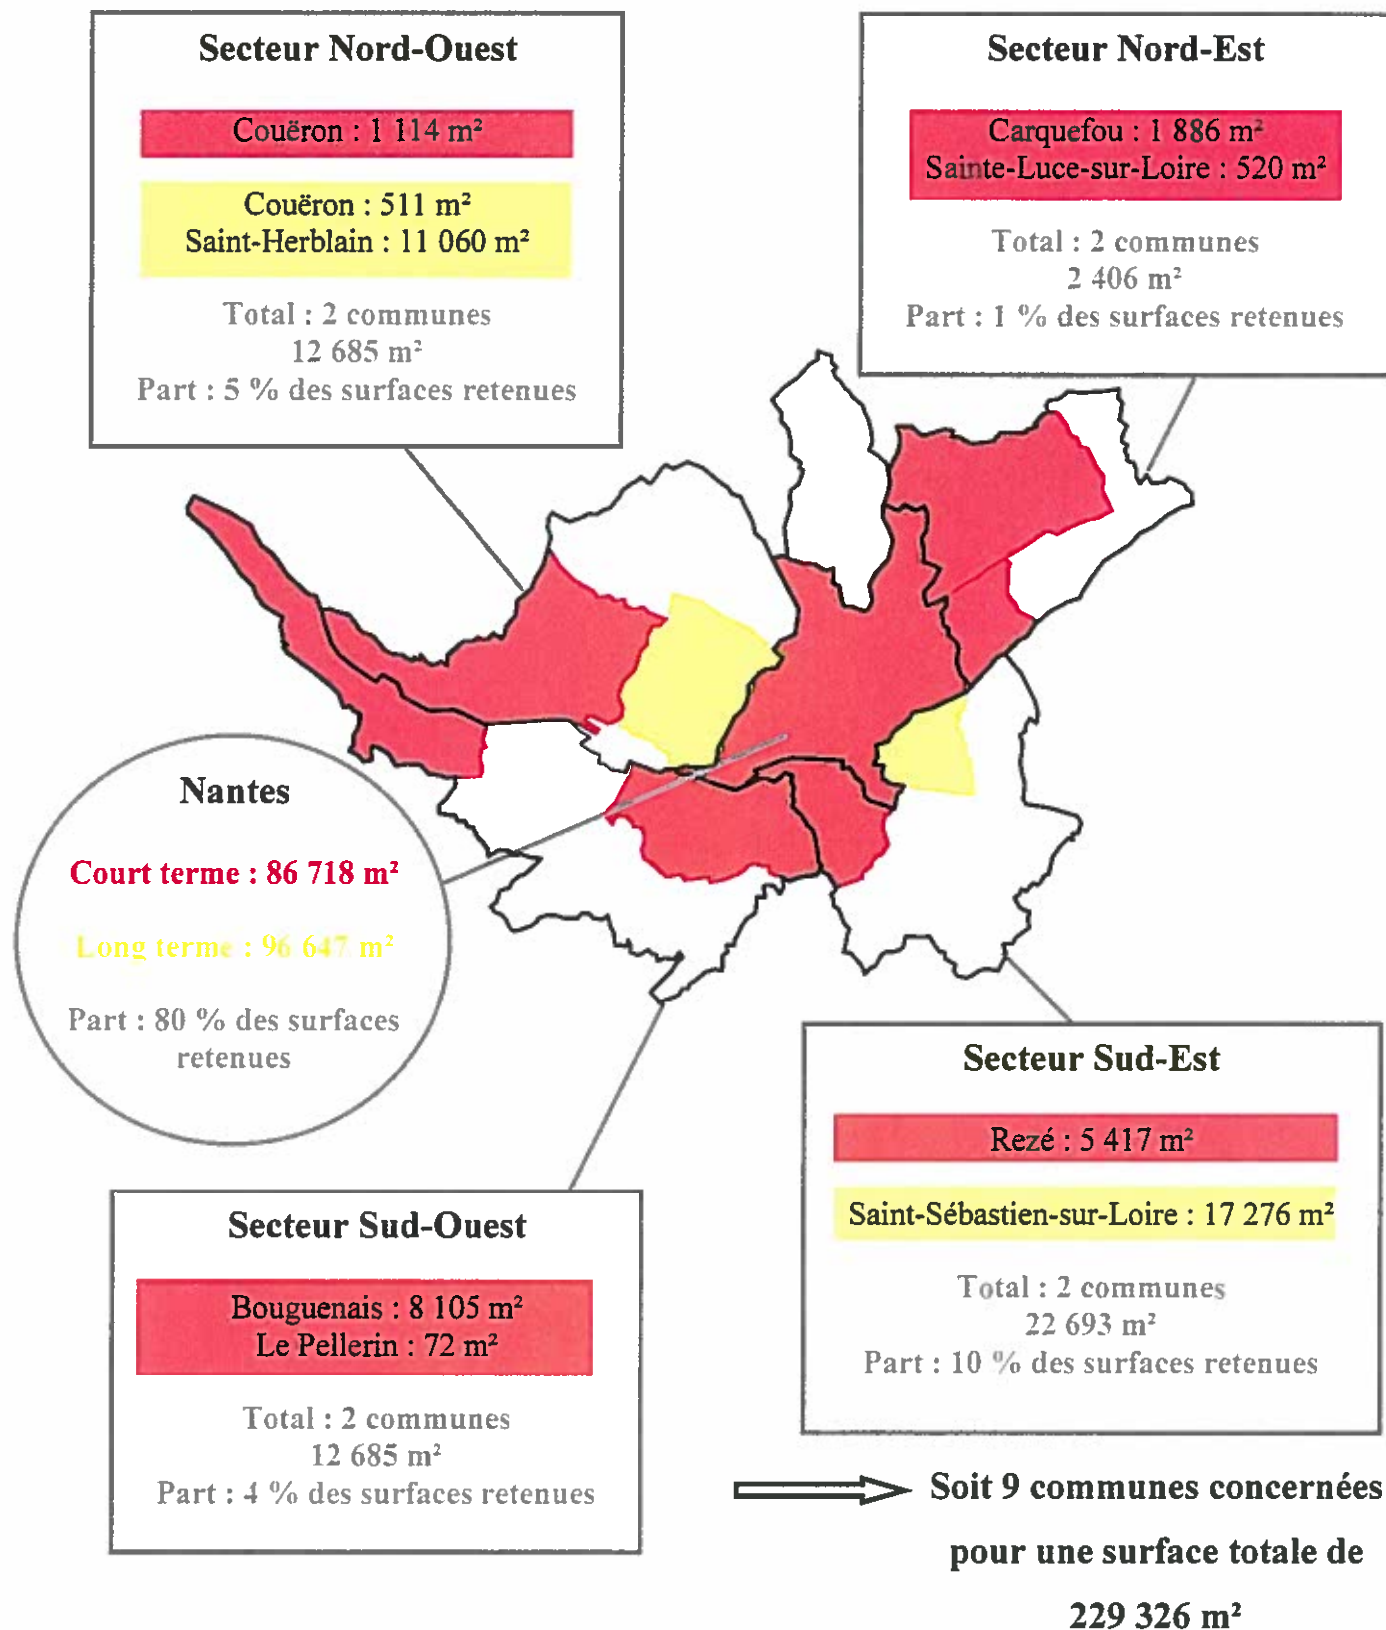 Secteur Nord-Ouest
Couëron : 1 114 m²
Couëron : 511 m²
Saint-Herblain : 11 060 m²
Total : 2 communes
12 685 m²
Part : 5 % des surfaces retenues
Secteur Nord-Est
Carquefou : 1 886 m²
Sainte-Luce-sur-Loire : 520 m²
Total : 2 communes
2 406 m²
Part : 1 % des surfaces retenues
Nantes
Court terme : 86 718 m²
Long terme : 96 647 m²
Part : 80 % des surfaces
retenues
Secteur Sud-Est
Rezé : 5 417 m²
Saint-Sébastien-sur-Loire : 17 276 m²
Total : 2 communes
22 693 m²
Part : 10 % des surfaces retenues
Secteur Sud-Ouest
Bouguenais : 8 105 m²
Le Pellerin : 72 m²
Total : 2 communes
12 685 m²
Part : 4 % des surfaces retenues
Soit 9 communes concernées
pour une surface totale de
229 326 m²